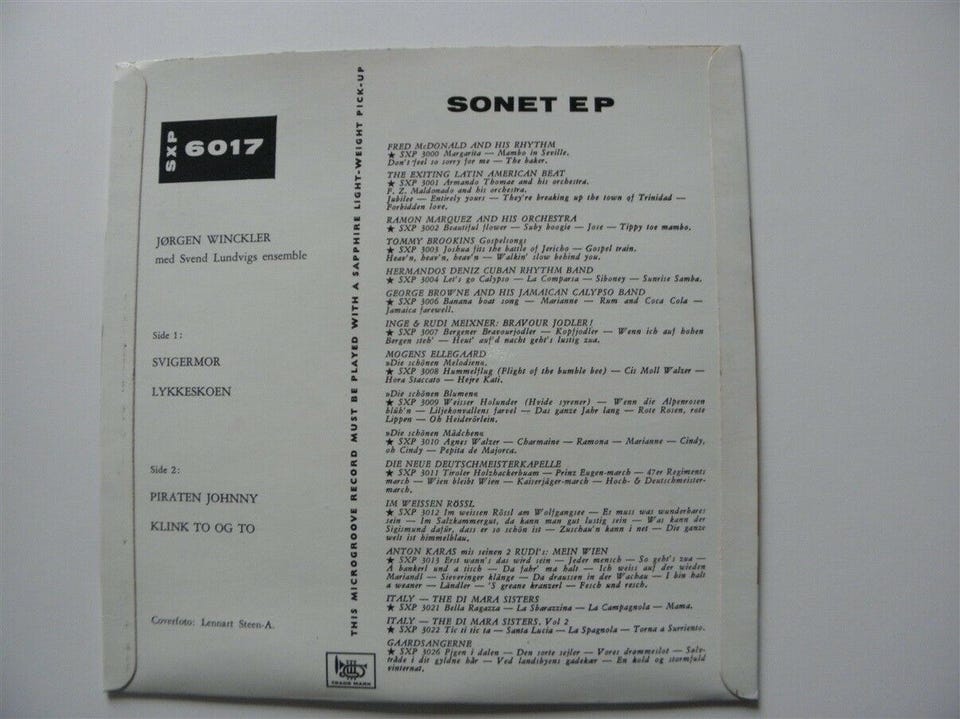 SXP 6017
JØRGEN WINCKLER
med Svend Lundvigs ensemble
Side 1:
SVIGERMOR
LYKKESKOEN
Side 2:
PIRATEN JOHNNY
KLINK TO OG TO
Coverfoto: Lennart Steen-A.
THIS MICROGROOVE RECORD MUST BE PLAYED WITH A SAPPHIRE LIGHT-WEIGHT PICK-UP
TRADE MARK
SONET EP
FRED McDONALD AND HIS RHYTHM
★ SXP 3000 Margarita — Mambo in Seville.
Don't feel so sorry for me — The baker.
THE EXITING LATIN AMERICAN BEAT
★ SXP 3001 Armando Thomae and his orchestra.
F. Z. Maldonado and his orchestra.
Jubilee — Entirely yours — They're breaking up the town of Trinidad —
Forbidden love.
RAMON MARQUEZ AND HIS ORCHESTRA
★ SXP 3002 Beautiful flower — Suby boogie — Jose — Tippy toe mambo.
TOMMY BROOKINS Gospelsongs
★ SXP 3003 Joshua fits the battle of Jericho — Gospel train.
Heav'n, heav'n, heav'n — Walkin' slow behind you.
HERMANDOS DENIZ CUBAN RHYTHM BAND
★ SXP 3004 Let's go Calypso — La Comparsa — Siboney — Sunrise Samba.
GEORGE BROWNE AND HIS JAMAICAN CALYPSO BAND
★ SXP 3006 Banana boat song — Marianne — Rum and Coca Cola —
Jamaica farewell.
INGE & RUDI MEIXNER: BRAVOUR JODLER!
★ SXP 3007 Bergener Bravourjodler — Kopfjodler — Wenn ich auf hohen
Bergen steh' — Heut' auf'd nacht geht's lustig zua.
MOGENS ELLEGAARD
»Die schönen Melodien«
★ SXP 3008 Hummelflug (Flight of the bumble bee) — Cis Moll Walzer —
Hora Staccato — Hejre Kati.
»Die schönen Blumen«
★ SXP 3009 Weisser Holunder (Hvide syrener) — Wenn die Alpenrosen
blüh'n — Liljekonvallens farvel — Das ganze Jahr lang — Rote Rosen, rote
Lippen — Oh Heiderörlein.
»Die schönen Mädchen«
★ SXP 3010 Agnes Walzer — Charmaine — Ramona — Marianne — Cindy,
oh Cindy — Pepita de Majorca.
DIE NEUE DEUTSCHMEISTERKAPELLE
★ SXP 3011 Tiroler Holzhackerbuam — Prinz Eugen-march — 47er Regiments
march — Wien bleibt Wien — Kaiserjäger-march — Hoch- & Deutschmeister-
march.
IM WEISSEN RÖSSL
★ SXP 3012 Im weissen Rössl am Wolfgangsee — Es muss was wunderbares
sein — Im Salzkammergut, da kann man gut lustig sein — Was kann der
Sigismund dafür, dass er so schön ist — Zuschau'n kann i net — Die ganze
welt ist himmelblau.
ANTON KARAS mit seinen 2 RUDI's: MEIN WIEN
★ SXP 3013 Erst wann's das wird sein — Jeder mensch — So geht's zua —
A bankerl und a tisch — Da fahr' ma halt — Ich weiss auf der wieden
Mariandl — Sieveringer klänge — Da draussen in der Wachau — I bin halt
a weaner — Ländler — 'S greane kranzerl — Fesch und resch.
ITALY — THE DI MARA SISTERS
★ SXP 3021 Bella Ragazza — La Sbarazzina — La Campagnola — Mama.
ITALY — THE DI MARA SISTERS, Vol 2
★ SXP 3022 Tic ti tic ta — Santa Lucia — La Spagnola — Torna a Surriento.
GAARDSANGERNE
★ SXP 3026 Pigen i dalen — Den sorte sejler — Vores drømmeslot — Sølv-
tråde i dit gyldne hår — Ved landsbyens gadekær — En kold og stormfuld
vinternat.